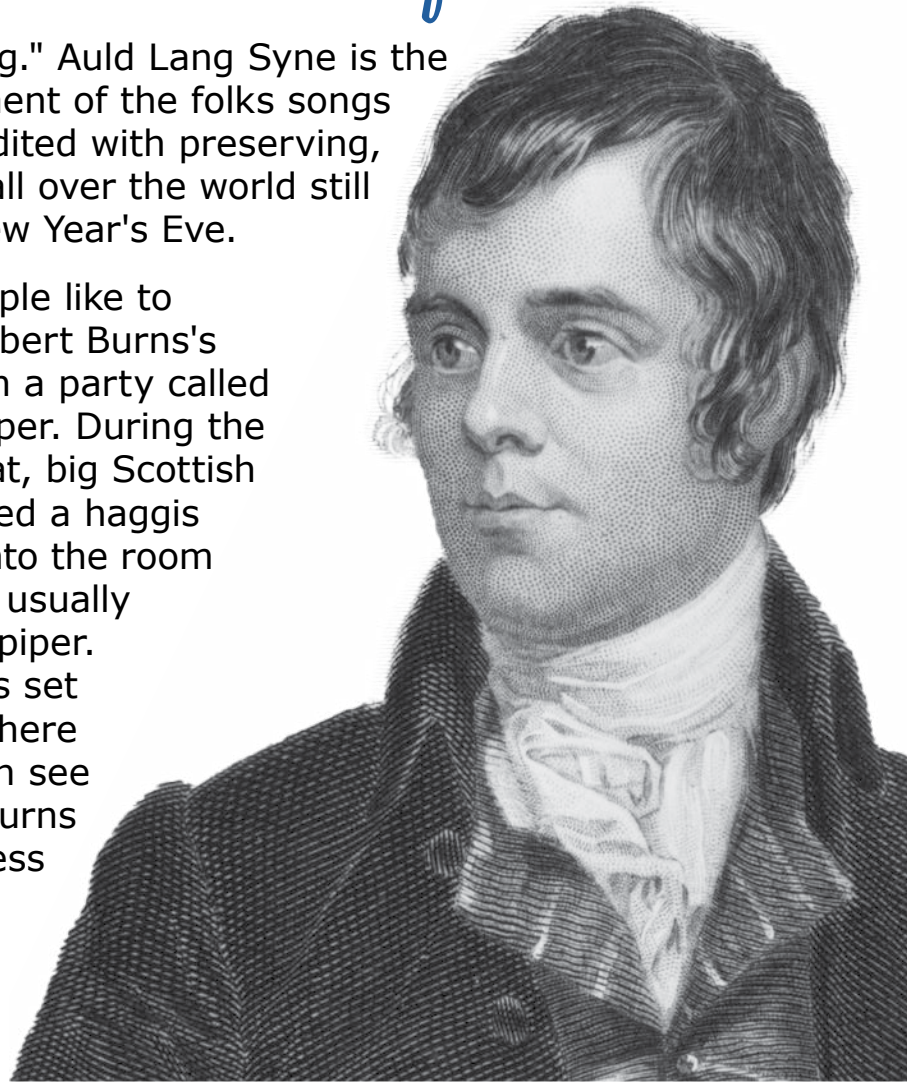 g." Auld Lang Syne is the
ent of the folks songs
dited with preserving,
all over the world still
w Year's Eve.
ple like to
bert Burns's
n a party called
per. During the
at, big Scottish
ed a haggis
to the room
usually
piper.
s set
here
n see
urns
ess